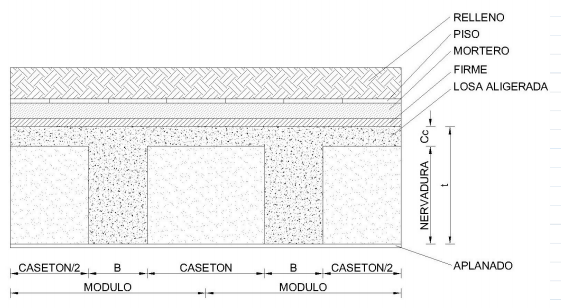 RELLENO
PISO
MORTERO
FIRME
LOSA ALIGERADA
Cc
NERVADURA
t
APLANADO
CASETON/2
B
CASETON
B
CASETON/2
MODULO
MODULO